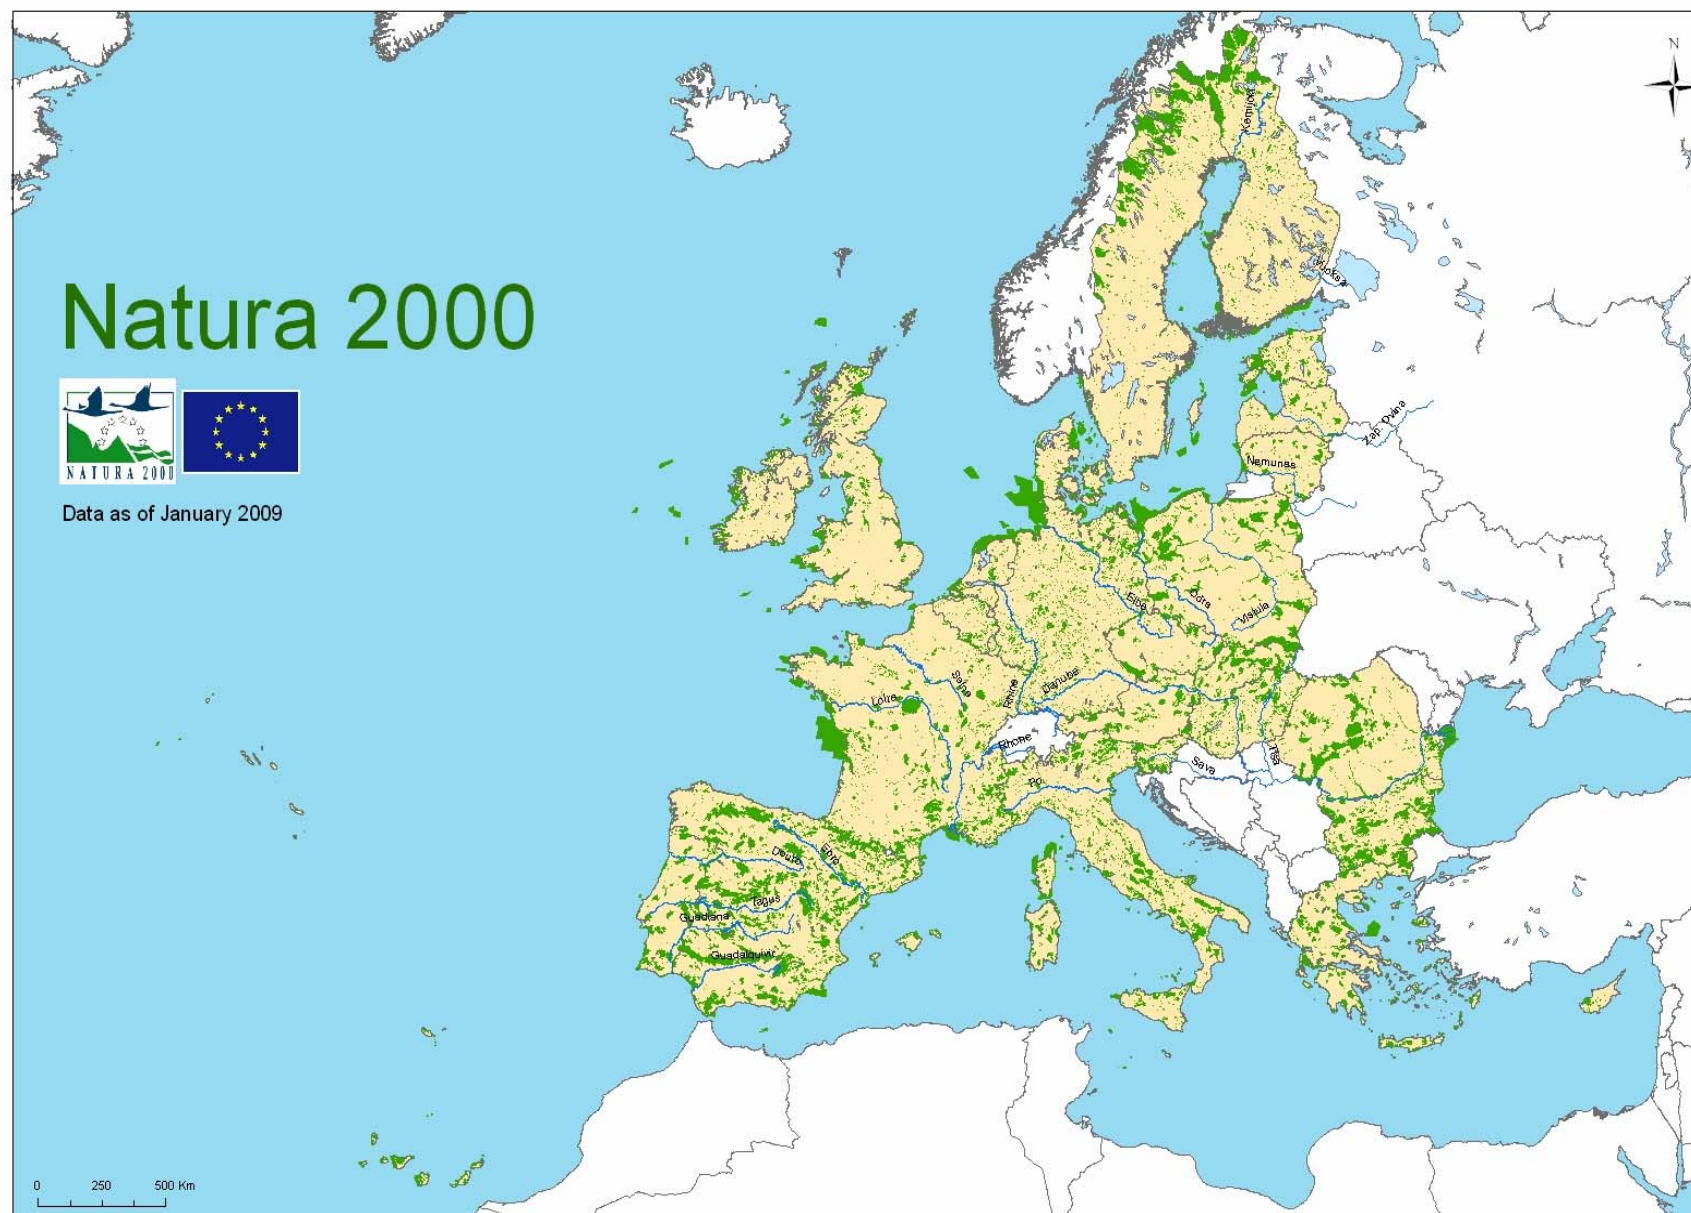 N
Kemijoki
Vuoksa
Natura 2000
NATURA 2000
Data as of January 2009
Zap. Dvina
Nemunas
Elbe
Odra
Vistula
Seine
Loire
Rhine
Danube
Rhone
Sava
Tisa
Po
Douro
Ebro
Tagus
Guadiana
Guadalquivir
0 250 500 Km